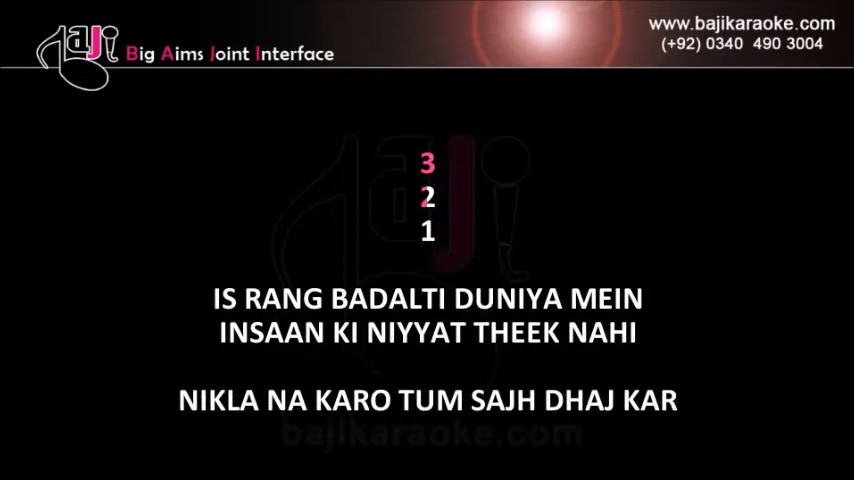 www.bajikaraoke.com
(+92) 0340 490 3004
Baji
Big Aims Joint Interface
3
2
1
IS RANG BADALTI DUNIYA MEIN
INSAAN KI NIYYAT THEEK NAHI
NIKLA NA KARO TUM SAJH DHAJ KAR
bajikaraoke.com